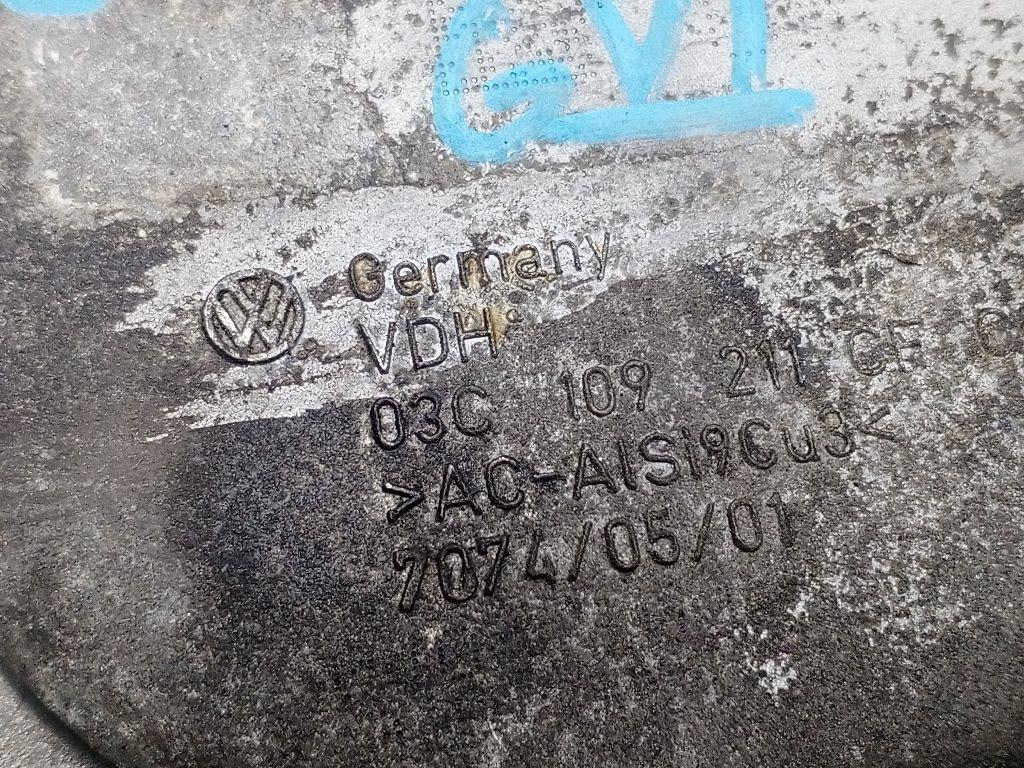 GVI
Germany
VDH
03C 109 211 CF
>AC-AlSi9Cu3<
7074/05/01